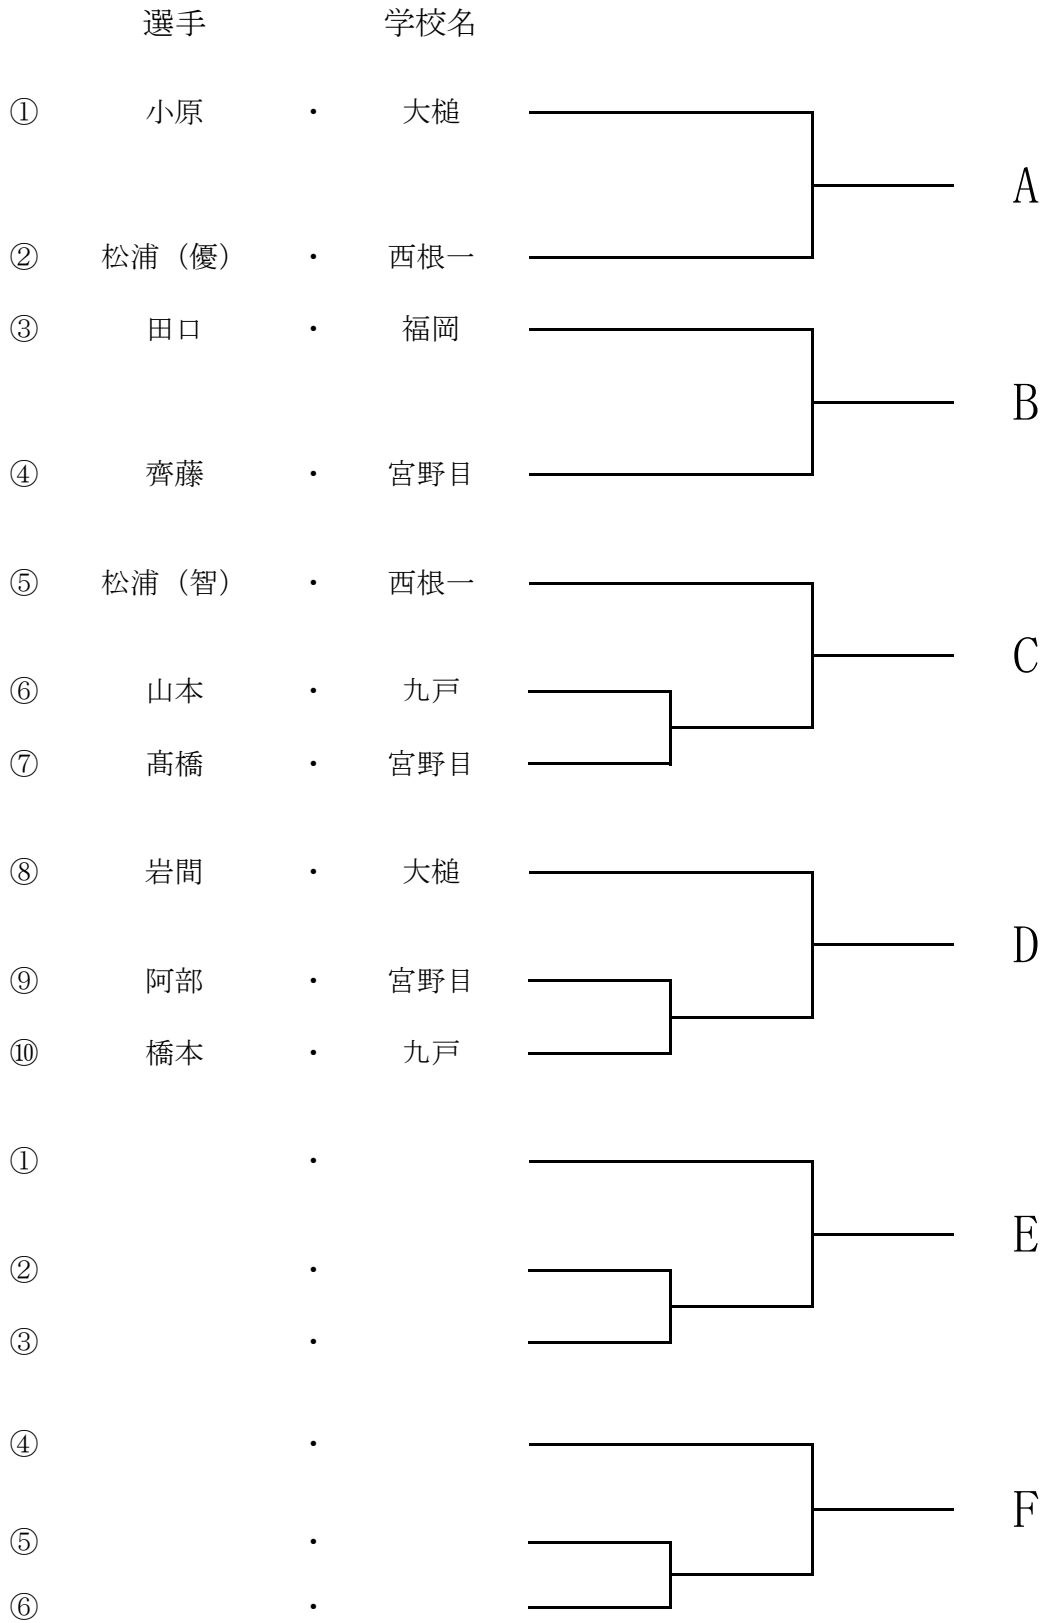 選手 学校名
① 小原 ・ 大槌
A
② 松浦（優） ・ 西根一
③ 田口 ・ 福岡
B
④ 齊藤 ・ 宮野目
⑤ 松浦（智） ・ 西根一
C
⑥ 山本 ・ 九戸
⑦ 髙橋 ・ 宮野目
⑧ 岩間 ・ 大槌
D
⑨ 阿部 ・ 宮野目
⑩ 橋本 ・ 九戸
① ・
E
② ・
③ ・
④ ・
F
⑤ ・
⑥ ・